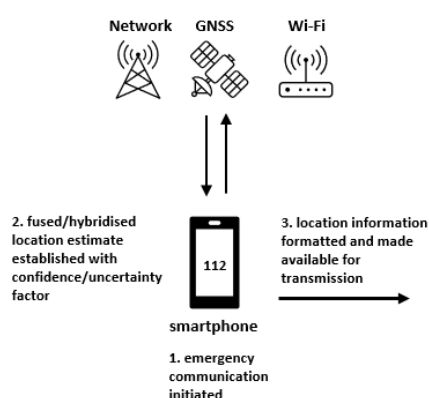 Network GNSS Wi-Fi
2. fused/hybridised
location estimate
established with
confidence/uncertainty
factor
112
3. location information
formatted and made
available for
transmission
smartphone
1. emergency
communication
initiated